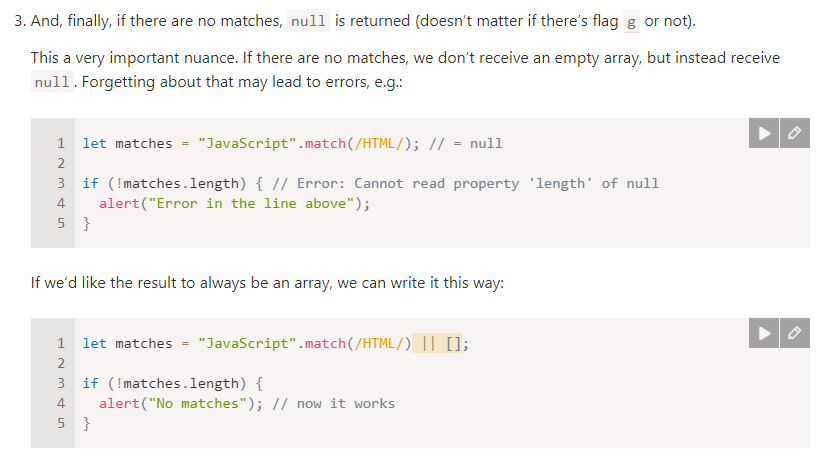 3. And, finally, if there are no matches, null is returned (doesn’t matter if there’s flag g or not).
This a very important nuance. If there are no matches, we don’t receive an empty array, but instead receive
null. Forgetting about that may lead to errors, e.g.:
1 let matches = "JavaScript".match(/HTML/); // = null
2
3 if (!matches.length) { // Error: Cannot read property 'length' of null
4   alert("Error in the line above");
5 }
If we’d like the result to always be an array, we can write it this way:
1 let matches = "JavaScript".match(/HTML/) || [];
2
3 if (!matches.length) {
4   alert("No matches"); // now it works
5 }